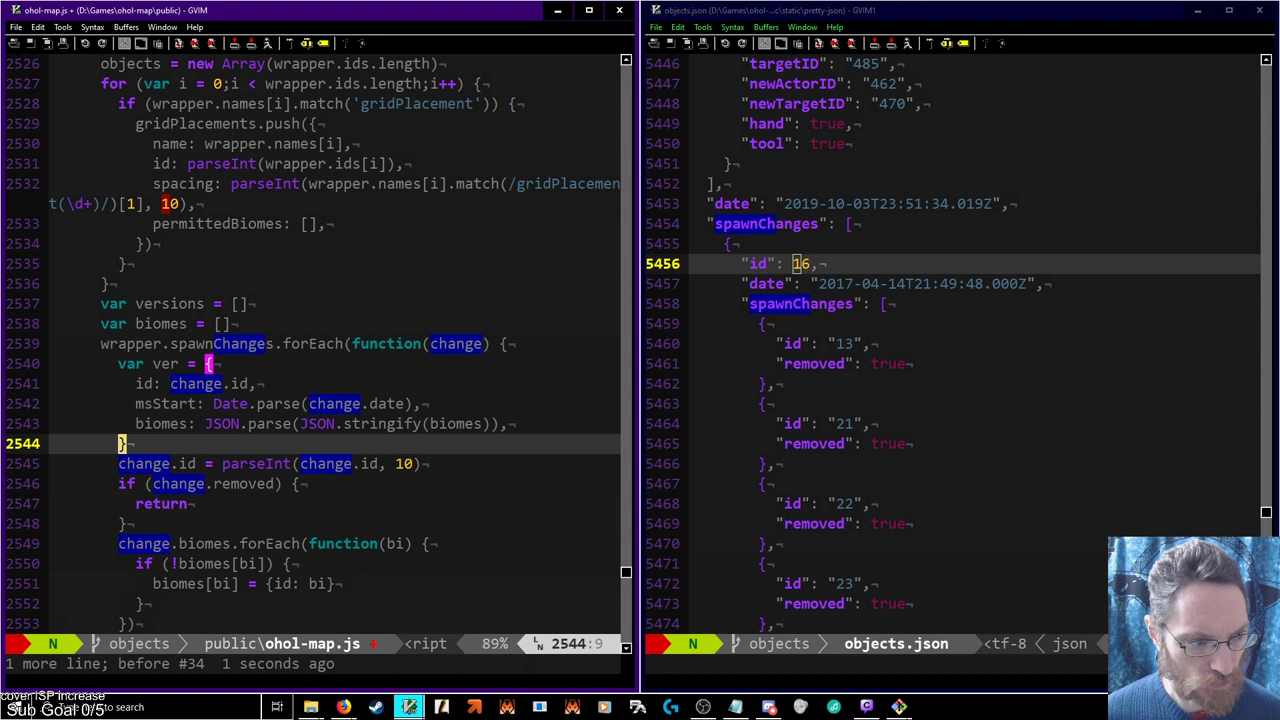 ohol-map.js + (D:\Games\ohol-map\public) - GVIM
File Edit Tools Syntax Buffers Window Help
2526 objects = new Array(wrapper.ids.length)¬
2527 for (var i = 0;i < wrapper.ids.length;i++) {¬
2528 if (wrapper.names[i].match('gridPlacement')) {¬
2529 gridPlacements.push({¬
2530 name: wrapper.names[i],¬
2531 id: parseInt(wrapper.ids[i]),¬
2532 spacing: parseInt(wrapper.names[i].match(/gridPlacemen
t(\d+)/)[1], 10),¬
2533 permittedBiomes: [],¬
2534 })¬
2535 }¬
2536 }¬
2537 var versions = []¬
2538 var biomes = []¬
2539 wrapper.spawnChanges.forEach(function(change) {¬
2540 var ver = {¬
2541 id: change.id,¬
2542 msStart: Date.parse(change.date),¬
2543 biomes: JSON.parse(JSON.stringify(biomes)),¬
2544 }¬
2545 change.id = parseInt(change.id, 10)¬
2546 if (change.removed) {¬
2547 return¬
2548 }¬
2549 change.biomes.forEach(function(bi) {¬
2550 if (!biomes[bi]) {¬
2551 biomes[bi] = {id: bi}¬
2552 }¬
2553 })¬
N objects public\ohol-map.js + <ript 89% LN 2544:9
1 more line; before #34 1 seconds ago
objects.json (D:\Games\ohol-...c\static\pretty-json) - GVIM1
File Edit Tools Syntax Buffers Window Help
5446 "targetID": "485",¬
5447 "newActorID": "462",¬
5448 "newTargetID": "470",¬
5449 "hand": true,¬
5450 "tool": true¬
5451 }¬
5452 ],¬
5453 "date": "2019-10-03T23:51:34.019Z",¬
5454 "spawnChanges": [¬
5455 {¬
5456 "id": 16,¬
5457 "date": "2017-04-14T21:49:48.000Z",¬
5458 "spawnChanges": [¬
5459 {¬
5460 "id": "13",¬
5461 "removed": true¬
5462 },¬
5463 {¬
5464 "id": "21",¬
5465 "removed": true¬
5466 },¬
5467 {¬
5468 "id": "22",¬
5469 "removed": true¬
5470 },¬
5471 {¬
5472 "id": "23",¬
5473 "removed": true¬
5474 },¬
N objects objects.json <tf-8 json
cover ISP increase
Sub Goal 0/5
here to search